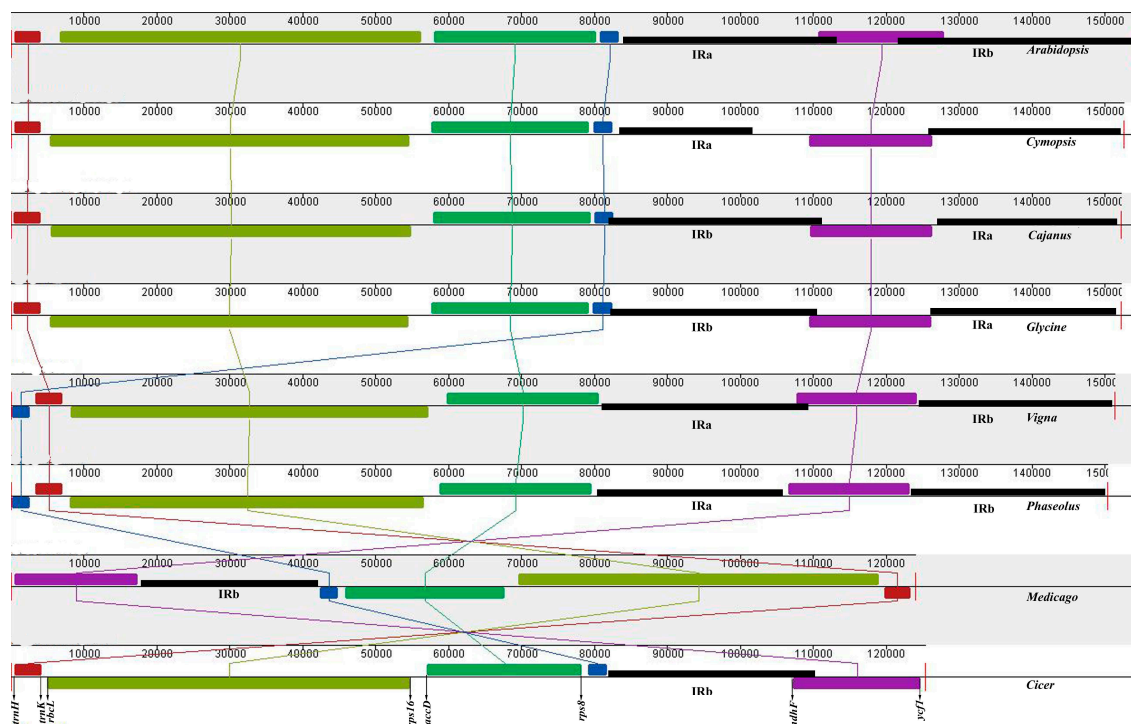 10000 20000 30000 40000 50000 60000 70000 80000 90000 100000 110000 120000 130000 140000 150000
IRa IRb Arabidopsis
10000 20000 30000 40000 50000 60000 70000 80000 90000 100000 110000 120000 130000 140000 150000
IRa IRb Cymopsis
10000 20000 30000 40000 50000 60000 70000 80000 90000 100000 110000 120000 130000 140000 150000
IRb IRa Cajanus
10000 20000 30000 40000 50000 60000 70000 80000 90000 100000 110000 120000 130000 140000 150000
IRb IRa Glycine
10000 20000 30000 40000 50000 60000 70000 80000 90000 100000 110000 120000 130000 140000 150000
IRa IRb Vigna
10000 20000 30000 40000 50000 60000 70000 80000 90000 100000 110000 120000 130000 140000 15000
IRa IRb Phaseolus
10000 20000 30000 40000 50000 60000 70000 80000 90000 100000 110000 120000
IRb Medicago
10000 20000 30000 40000 50000 60000 70000 80000 90000 100000 110000 120000
IRb Cicer
trnH trnK rbcL rps16 accD rps8 ndhF ycf1